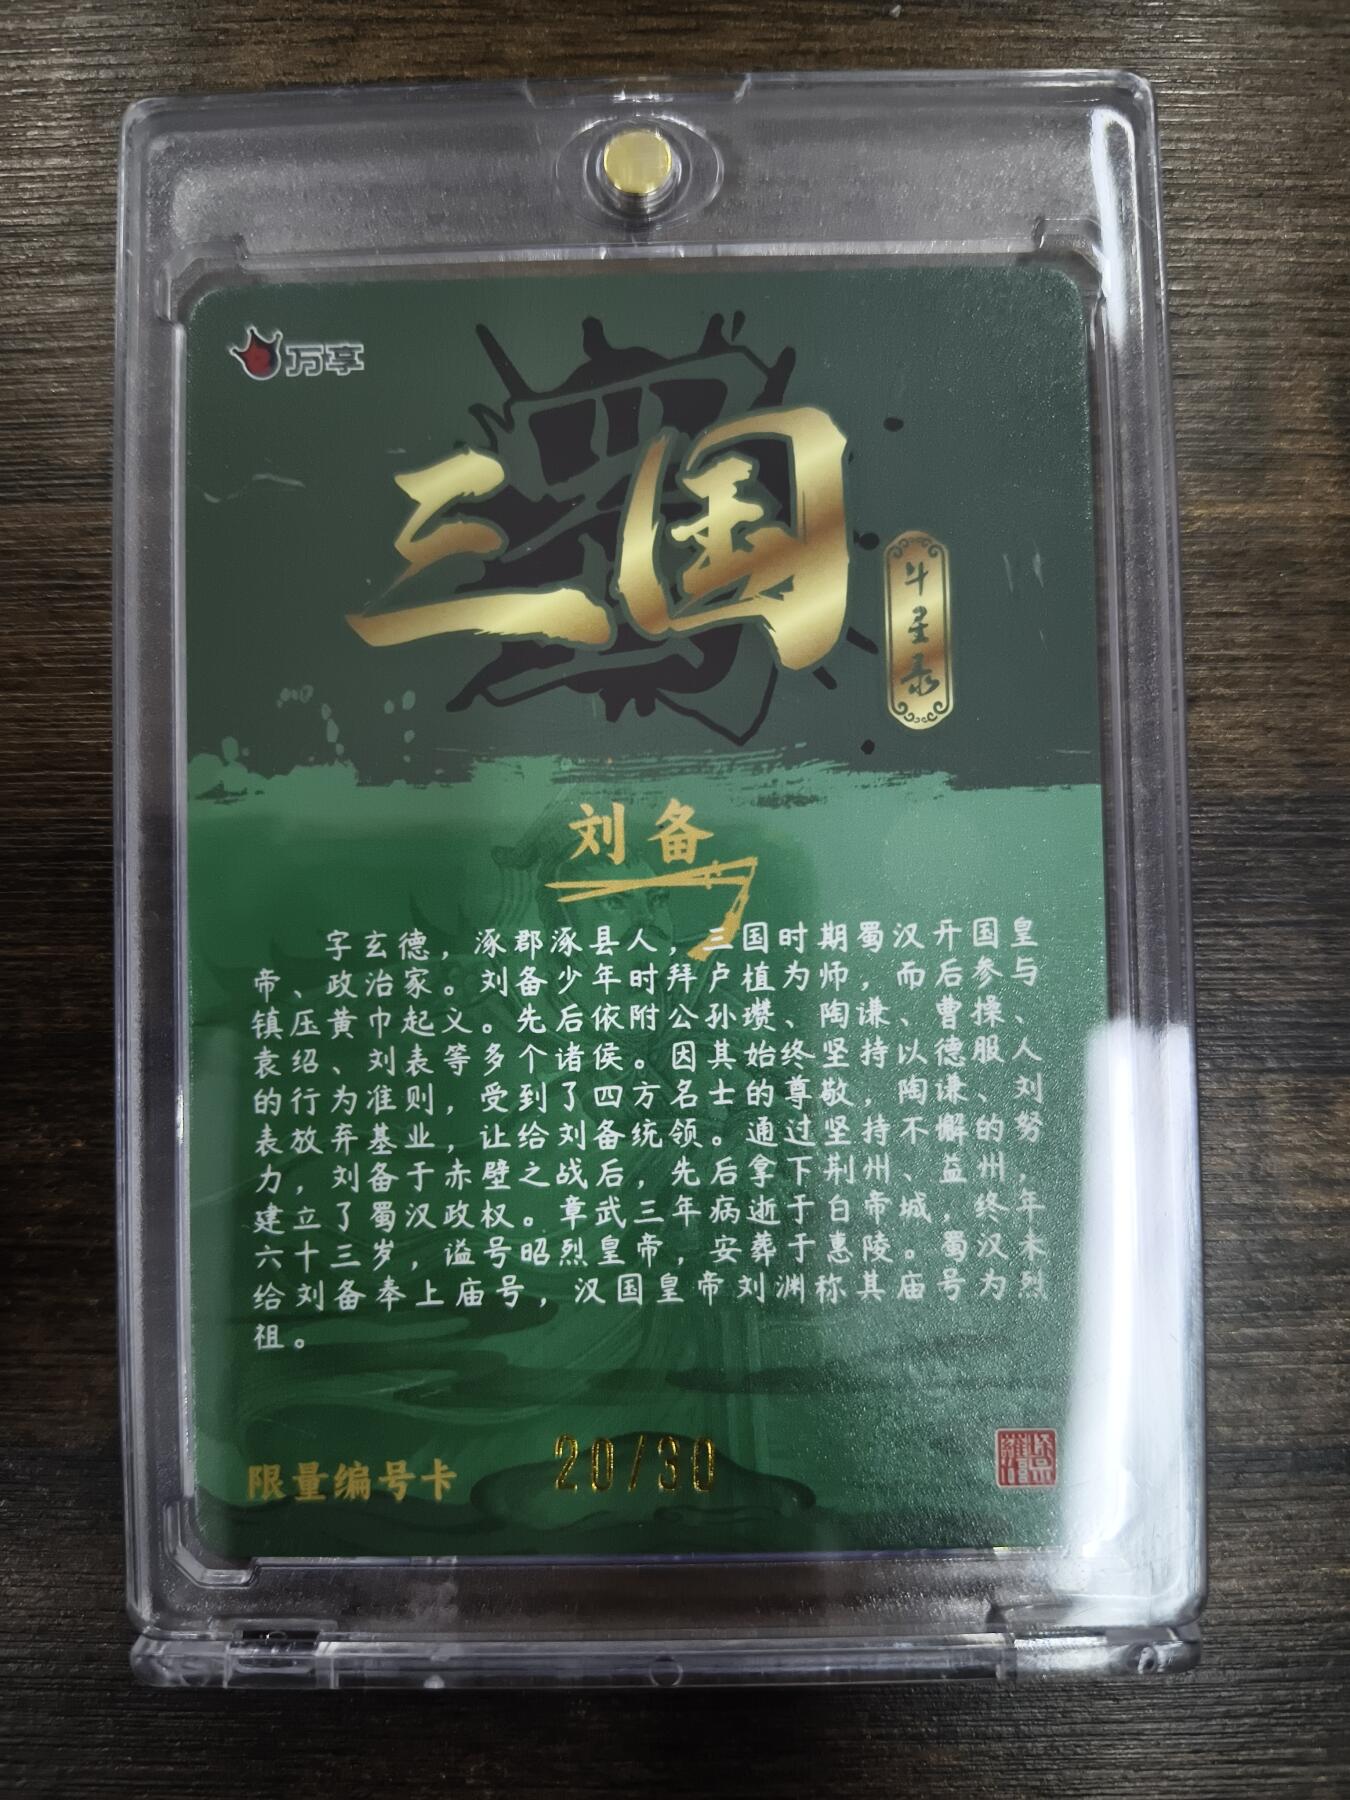 万享
三国
斗星录
刘备
字玄德，涿郡涿县人，三国时期蜀汉开国皇
帝、政治家。刘备少年时拜卢植为师，而后参与
镇压黄巾起义。先后依附公孙瓒、陶谦、曹操、
袁绍、刘表等多个诸侯。因其始终坚持以德服人
的行为准则，受到了四方名士的尊敬，陶谦、刘
表放弃基业，让给刘备统领。通过坚持不懈的努
力，刘备于赤壁之战后，先后拿下荆州、益州，
建立了蜀汉政权。章武三年病逝于白帝城，终年
六十三岁，谥号昭烈皇帝，安葬于惠陵。蜀汉未
给刘备奉上庙号，汉国皇帝刘渊称其庙号为烈
祖。
限量编号卡
20/30